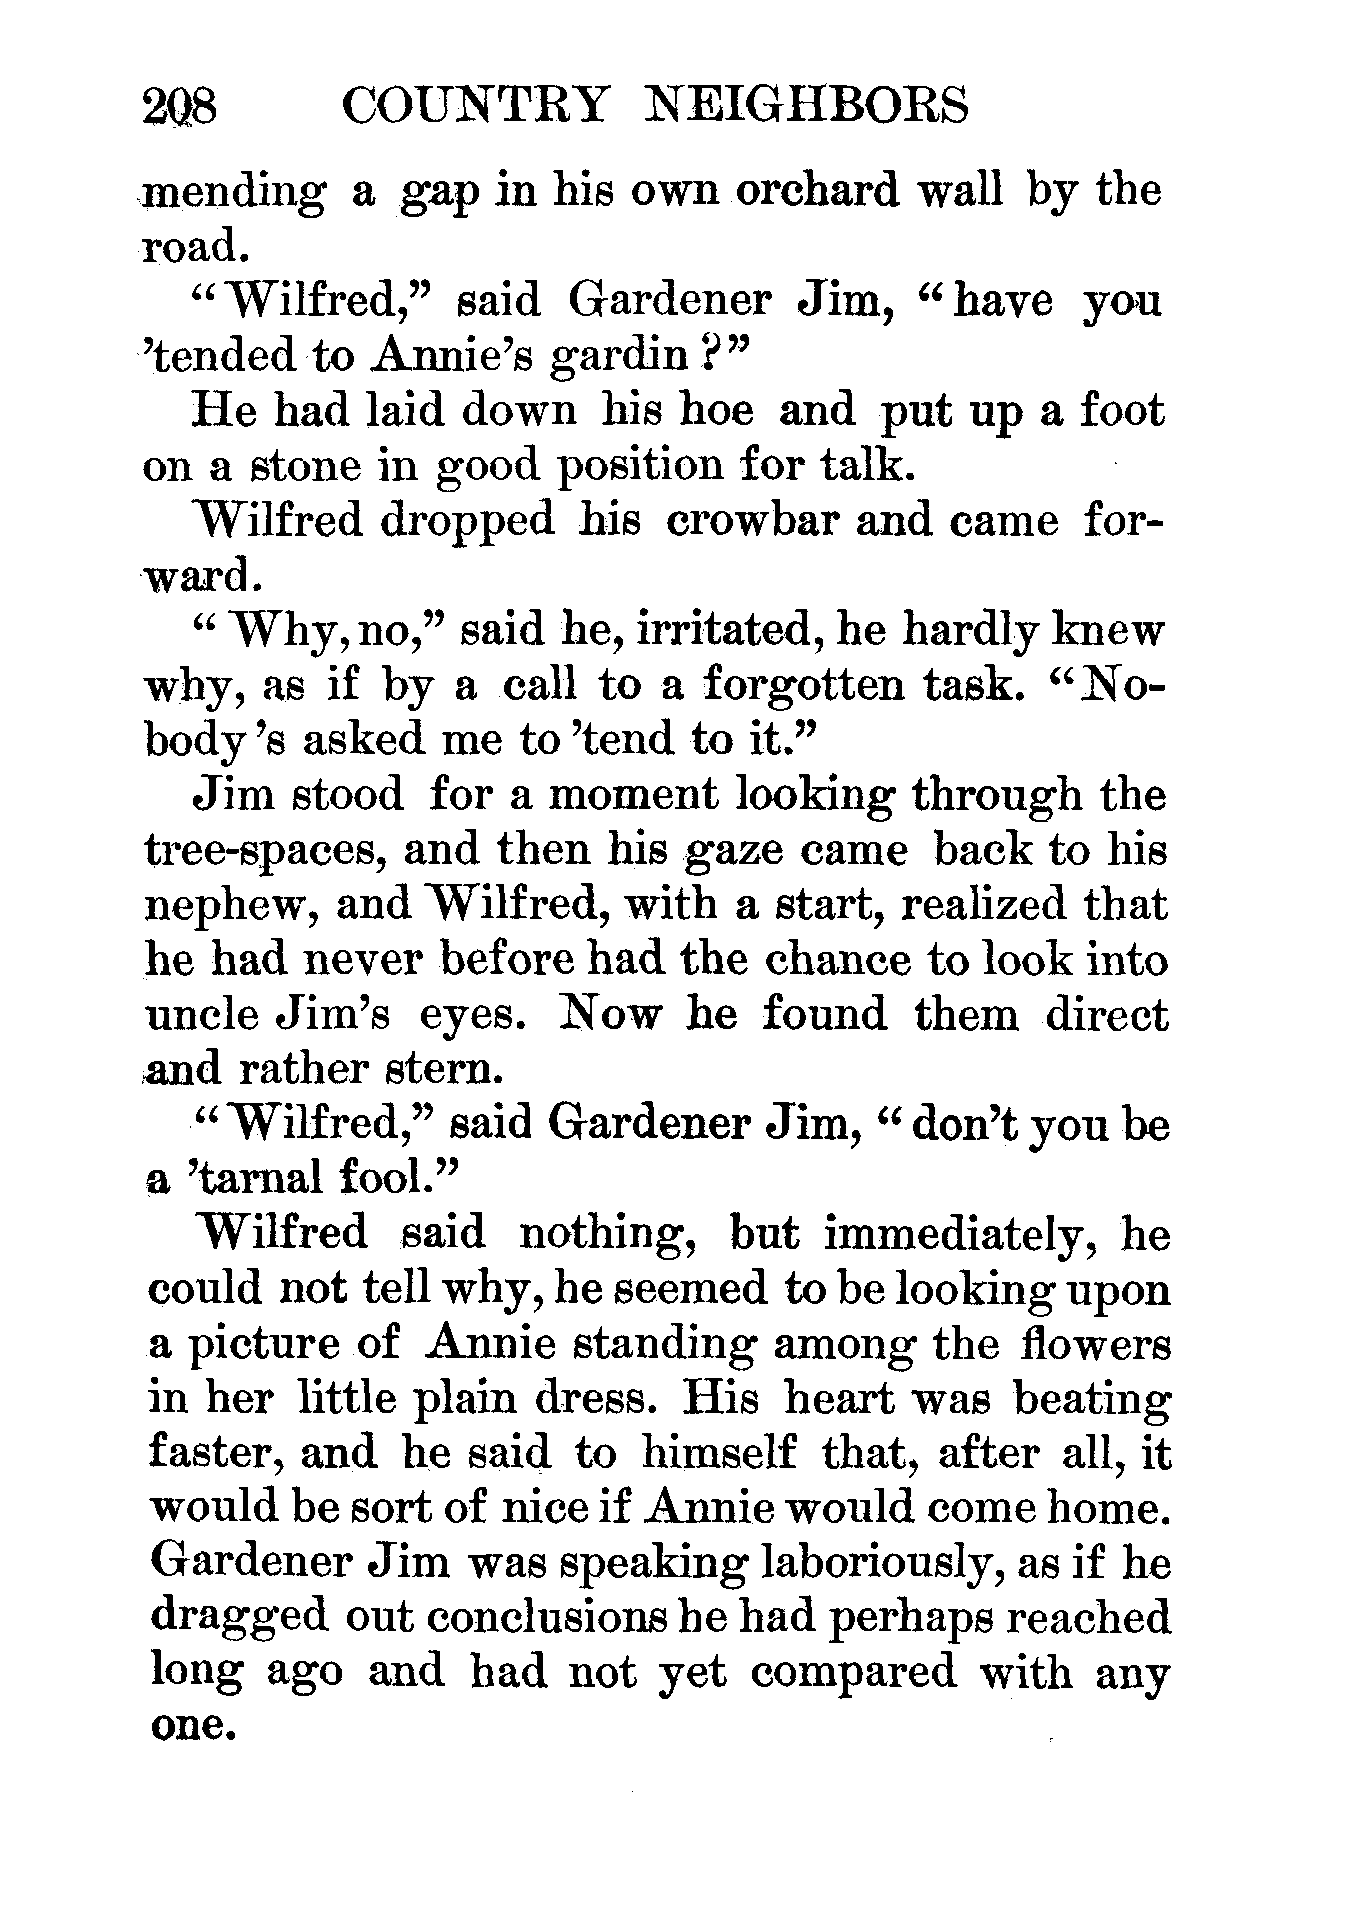 208 COUNTRY NEIGHBORS
mending a gap in his own orchard wall by the
road.
“Wilfred,” said Gardener Jim, “have you
’tended to Annie’s gardin?”
He had laid down his hoe and put up a foot
on a stone in good position for talk.
Wilfred dropped his crowbar and came for-
ward.
“Why, no,” said he, irritated, he hardly knew
why, as if by a call to a forgotten task. “No-
body’s asked me to ’tend to it.”
Jim stood for a moment looking through the
tree-spaces, and then his gaze came back to his
nephew, and Wilfred, with a start, realized that
he had never before had the chance to look into
uncle Jim’s eyes. Now he found them direct
and rather stern.
“Wilfred,” said Gardener Jim, “don’t you be
a ’tarnal fool.”
Wilfred said nothing, but immediately, he
could not tell why, he seemed to be looking upon
a picture of Annie standing among the flowers
in her little plain dress. His heart was beating
faster, and he said to himself that, after all, it
would be sort of nice if Annie would come home.
Gardener Jim was speaking laboriously, as if he
dragged out conclusions he had perhaps reached
long ago and had not yet compared with any
one.